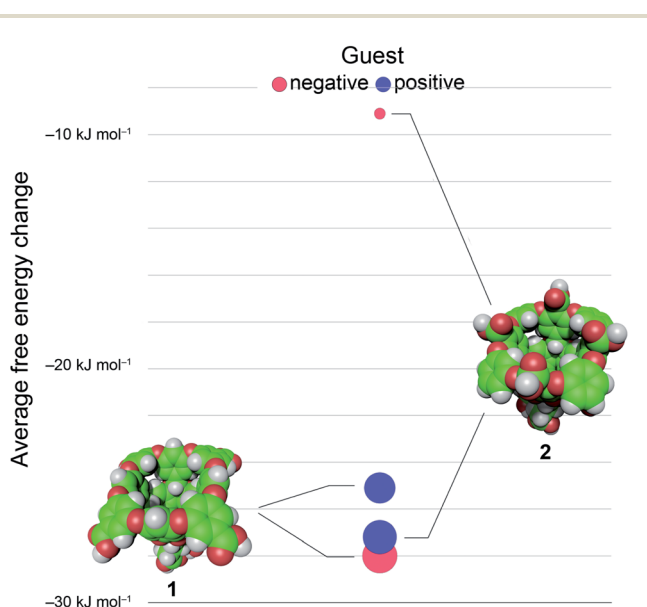 Guest
negative positive
–10 kJ mol⁻¹
Average free energy change
–20 kJ mol⁻¹
2
1
–30 kJ mol⁻¹